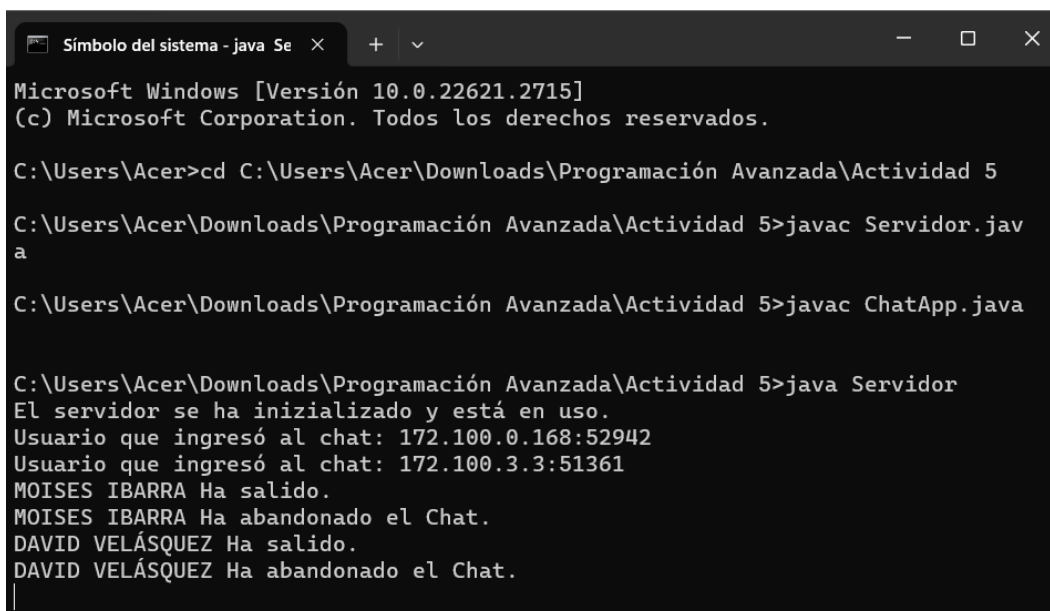 Símbolo del sistema - java Se
Microsoft Windows [Versión 10.0.22621.2715]
(c) Microsoft Corporation. Todos los derechos reservados.
C:\Users\Acer>cd C:\Users\Acer\Downloads\Programación Avanzada\Actividad 5
C:\Users\Acer\Downloads\Programación Avanzada\Actividad 5>javac Servidor.jav
a
C:\Users\Acer\Downloads\Programación Avanzada\Actividad 5>javac ChatApp.java
C:\Users\Acer\Downloads\Programación Avanzada\Actividad 5>java Servidor
El servidor se ha inizializado y está en uso.
Usuario que ingresó al chat: 172.100.0.168:52942
Usuario que ingresó al chat: 172.100.3.3:51361
MOISES IBARRA Ha salido.
MOISES IBARRA Ha abandonado el Chat.
DAVID VELÁSQUEZ Ha salido.
DAVID VELÁSQUEZ Ha abandonado el Chat.